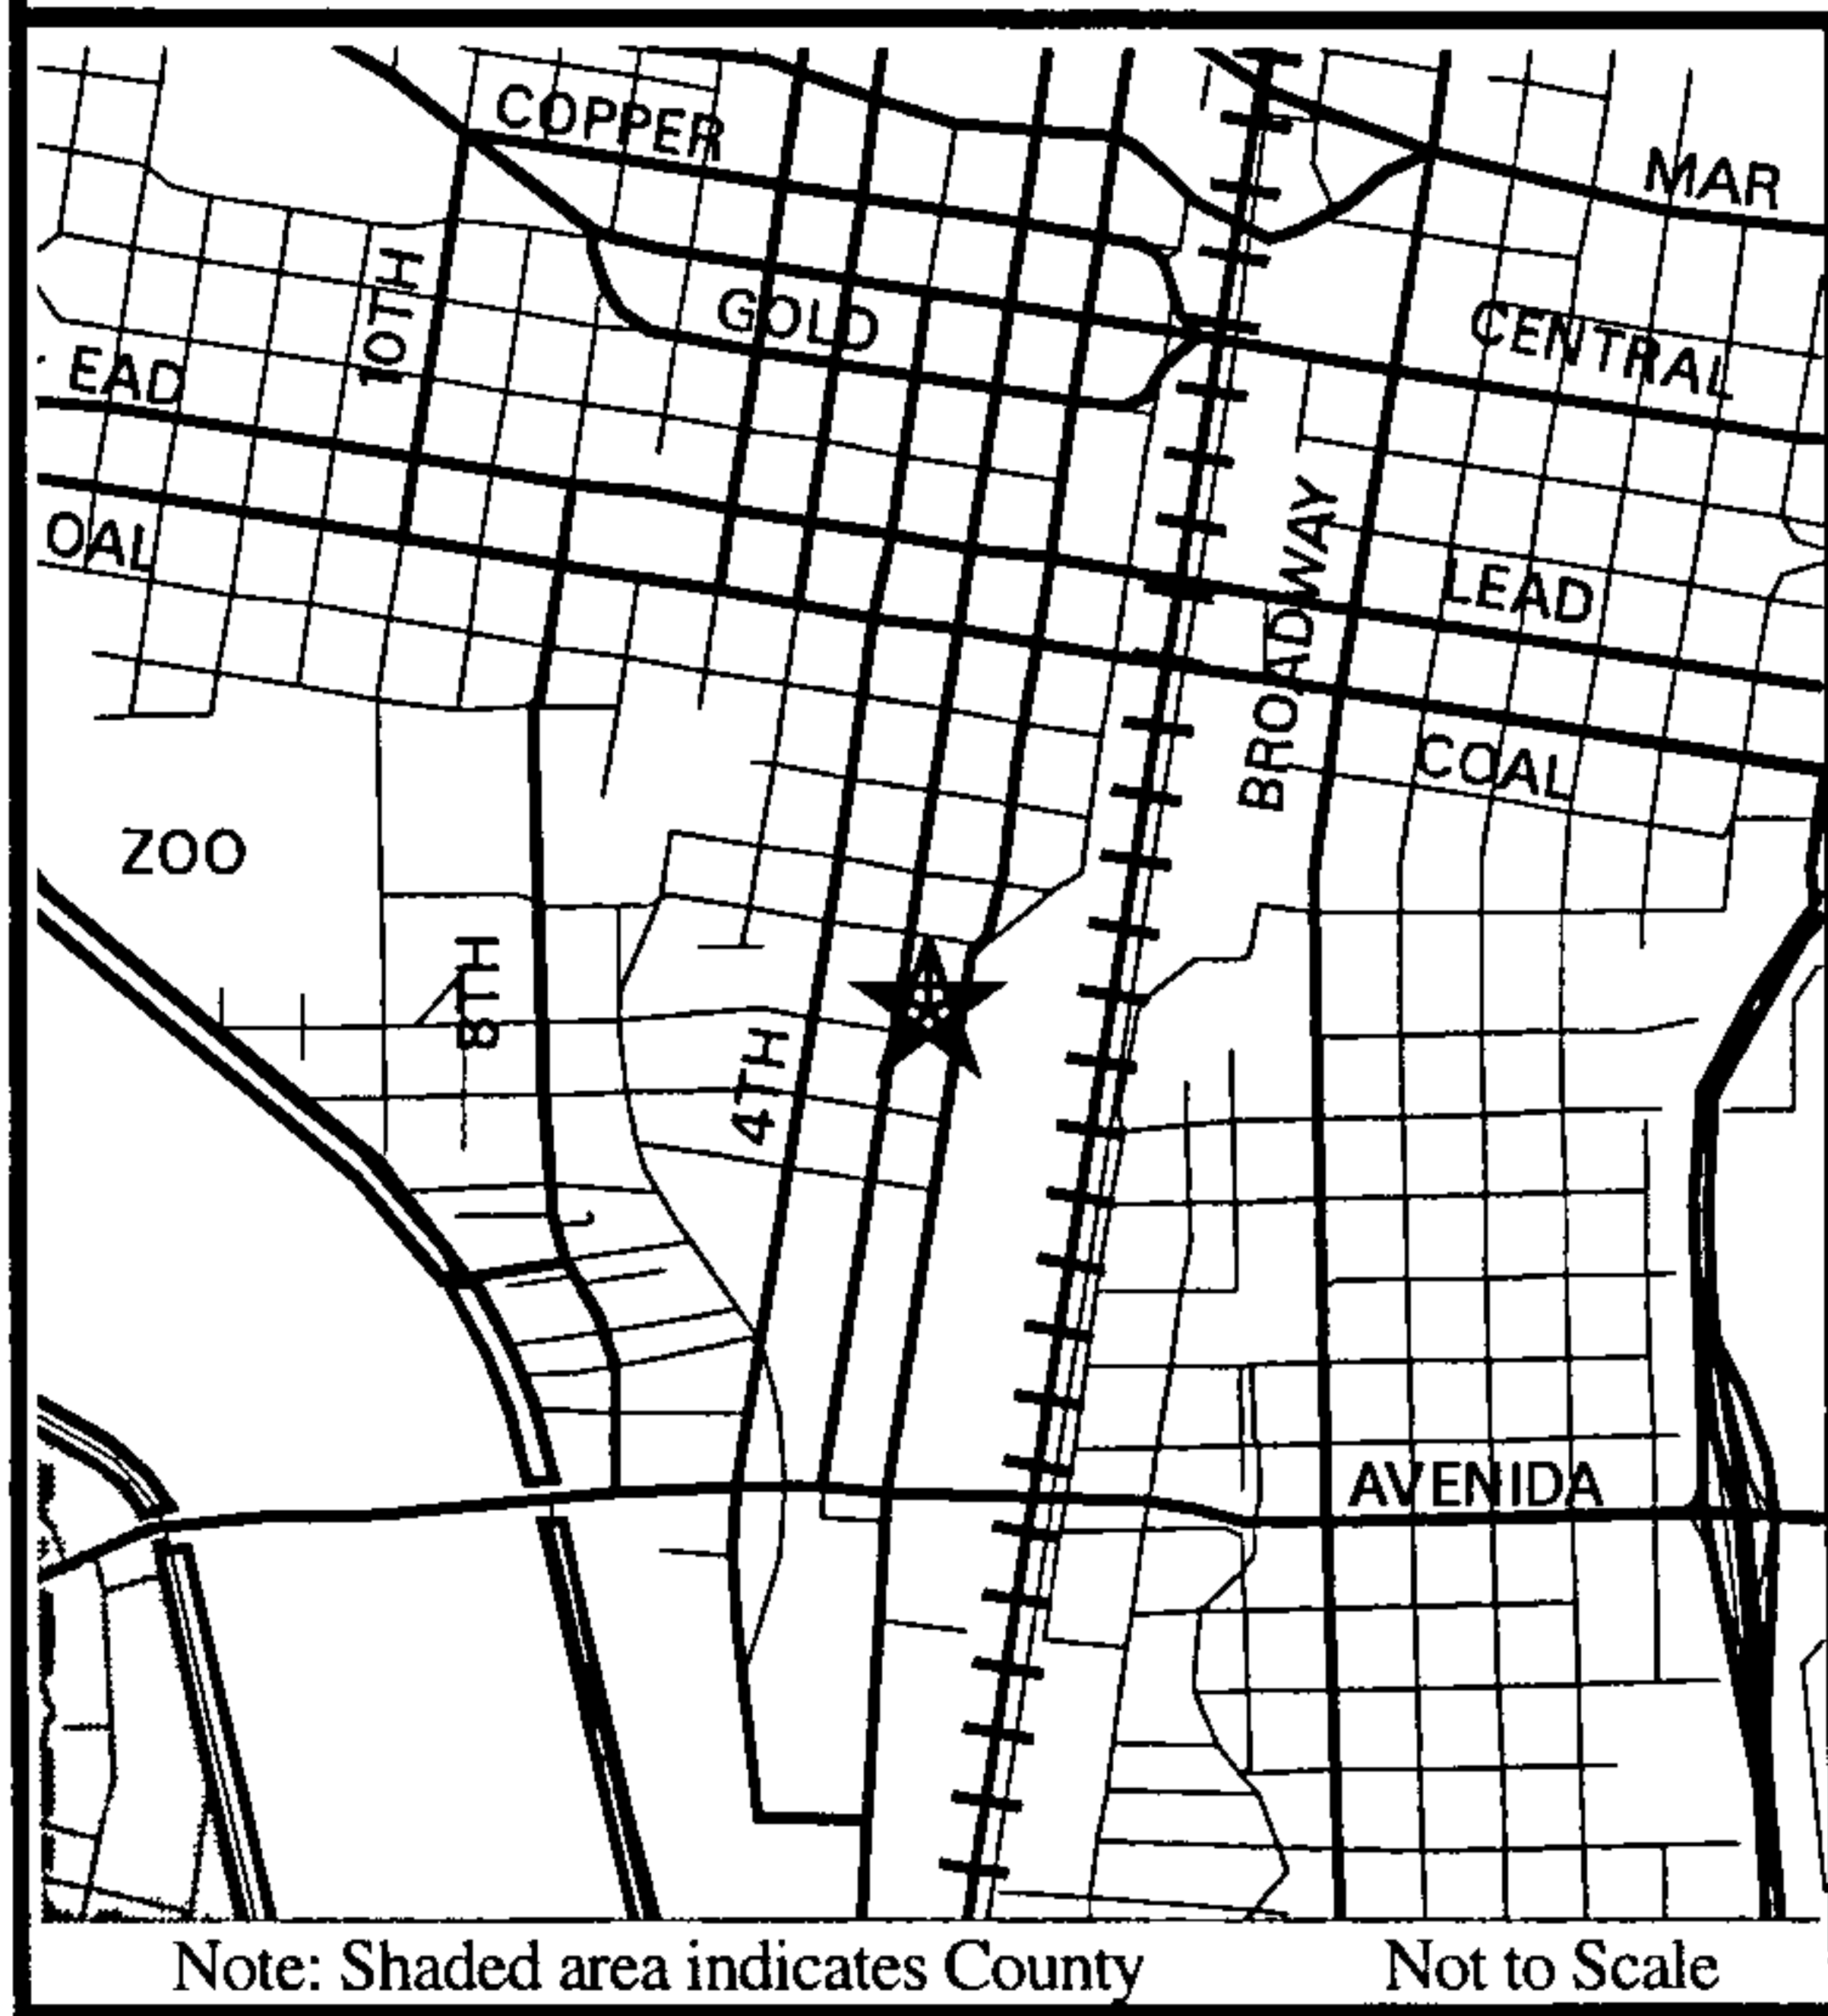 COPPER
MAR
10TH
GOLD
CENTRAL
EAD
OAL
BROADWAY
LEAD
COAL
ZOO
8TH
4TH
AVENIDA
Note: Shaded area indicates County
Not to Scale